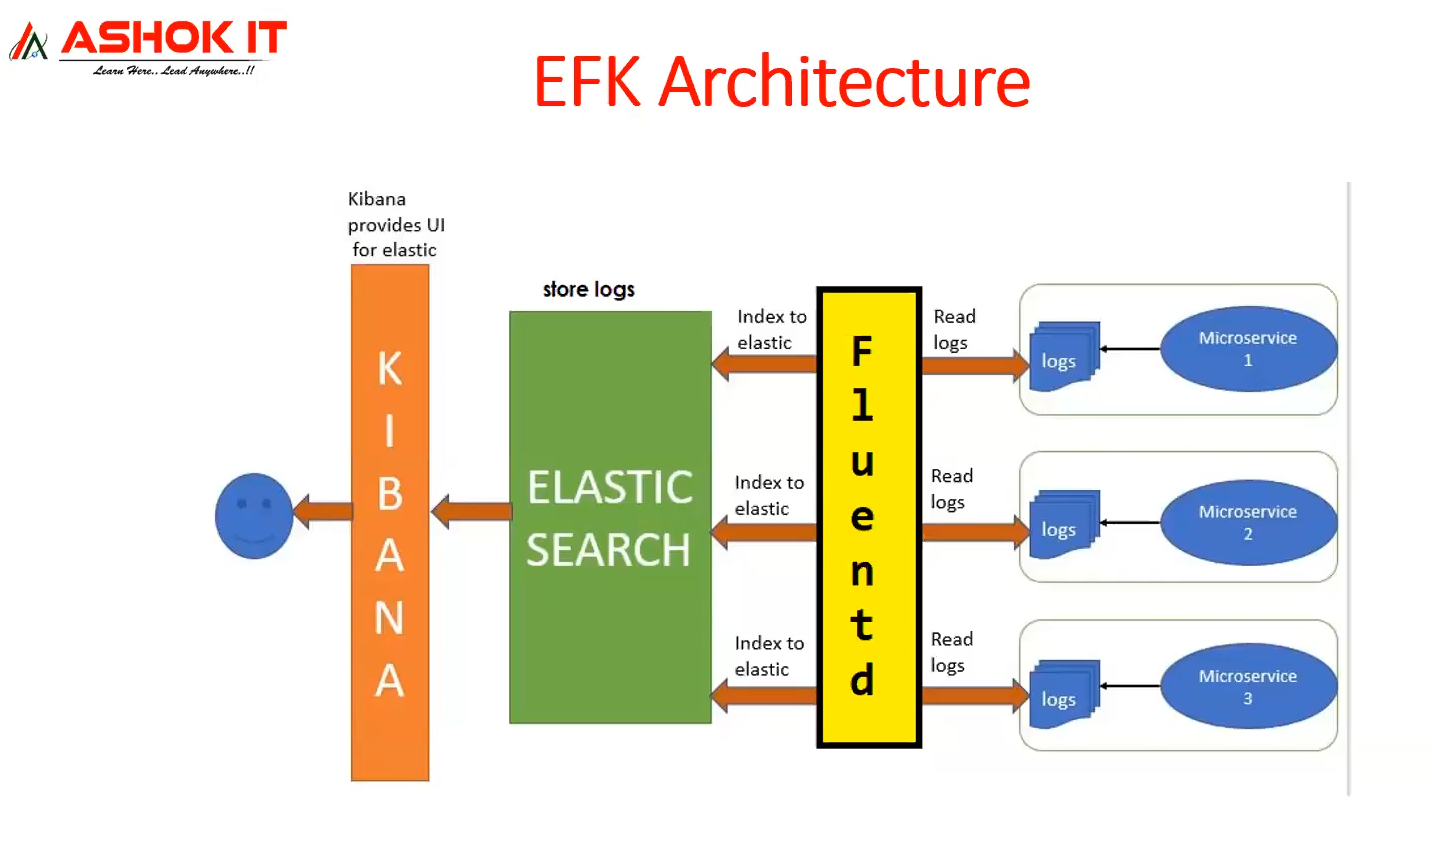 ASHOK IT
Learn Here.. Lead Anywhere..!!
EFK Architecture
Kibana
provides UI
for elastic
KIBANA
store logs
ELASTIC
SEARCH
Index to
elastic
Index to
elastic
Index to
elastic
Fluentd
Read
logs
Read
logs
Read
logs
logs
Microservice
1
logs
Microservice
2
logs
Microservice
3